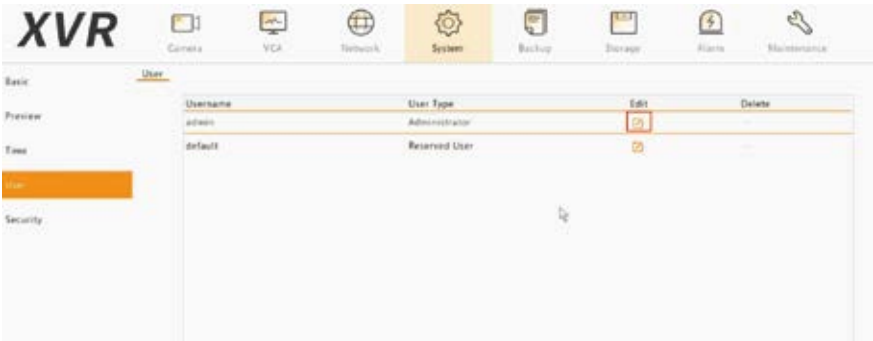 XVR
Camera VCA Network System Backup Storage Alarm Maintenance
Basic
Preview
Time
User
Security
User
Username User Type Edit Delete
admin Administrator
default Reserved User